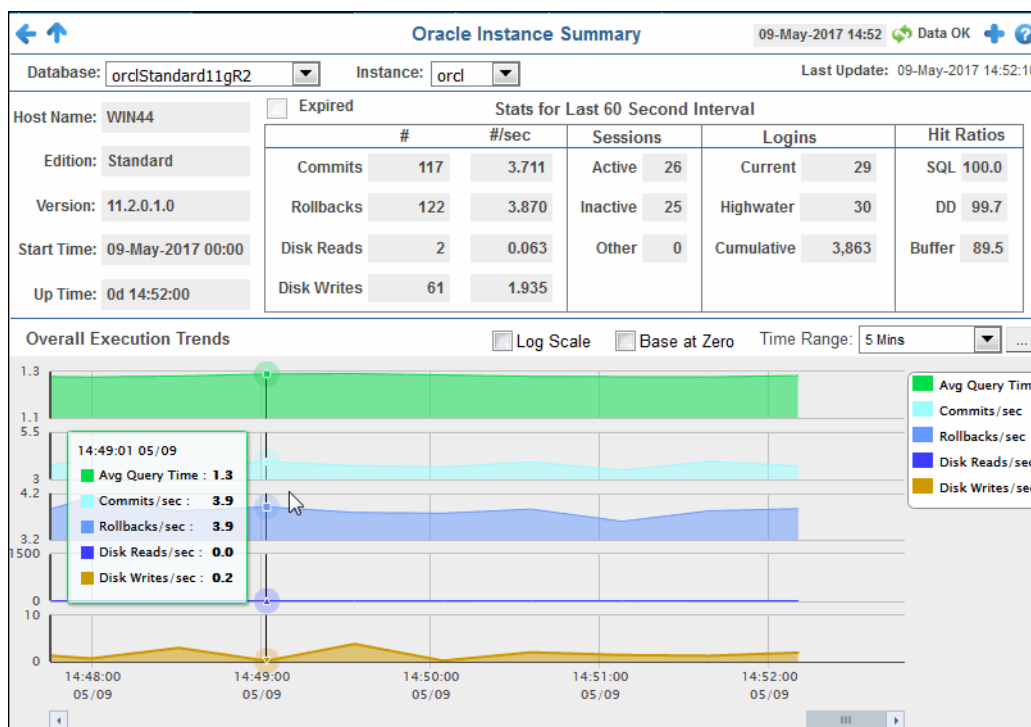 Oracle Instance Summary 09-May-2017 14:52 Data OK
Database: orclStandard11gR2 Instance: orcl Last Update: 09-May-2017 14:52:10
Host Name: WIN44
Edition: Standard
Version: 11.2.0.1.0
Start Time: 09-May-2017 00:00
Up Time: 0d 14:52:00
Expired Stats for Last 60 Second Interval
# #/sec Sessions Logins Hit Ratios
Commits 117 3.711 Active 26 Current 29 SQL 100.0
Rollbacks 122 3.870 Inactive 25 Highwater 30 DD 99.7
Disk Reads 2 0.063 Other 0 Cumulative 3,863 Buffer 89.5
Disk Writes 61 1.935
Overall Execution Trends Log Scale Base at Zero Time Range: 5 Mins ...
1.3
1.1
5.5
3
4.2
3.2
1500
0
10
0
14:49:01 05/09
Avg Query Time : 1.3
Commits/sec : 3.9
Rollbacks/sec : 3.9
Disk Reads/sec : 0.0
Disk Writes/sec : 0.2
Avg Query Tim
Commits/sec
Rollbacks/sec
Disk Reads/sec
Disk Writes/sec
14:48:00 14:49:00 14:50:00 14:51:00 14:52:00
05/09 05/09 05/09 05/09 05/09